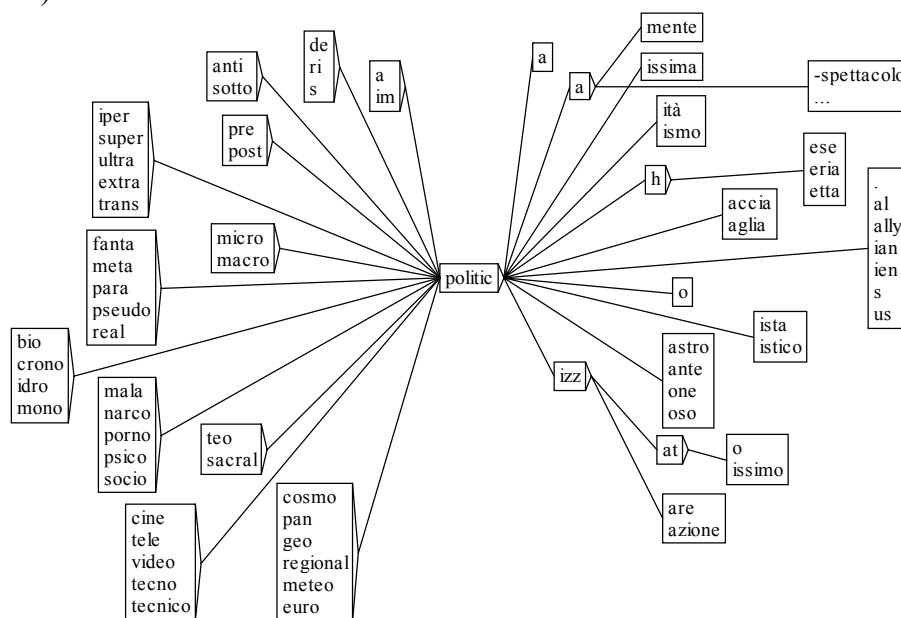 )
de
ri
s
a
im
anti
sotto
iper
super
ultra
extra
trans
pre
post
micro
macro
fanta
meta
para
pseudo
real
bio
crono
idro
mono
mala
narco
porno
psico
socio
teo
sacral
cine
tele
video
tecno
tecnico
cosmo
pan
geo
regional
meteo
euro
politic
a
a
mente
-spettacolo
...
issima
ità
ismo
h
ese
eria
etta
accia
aglia
.
al
ally
ian
ien
s
us
o
ista
istico
astro
ante
one
oso
izz
at
o
issimo
are
azione